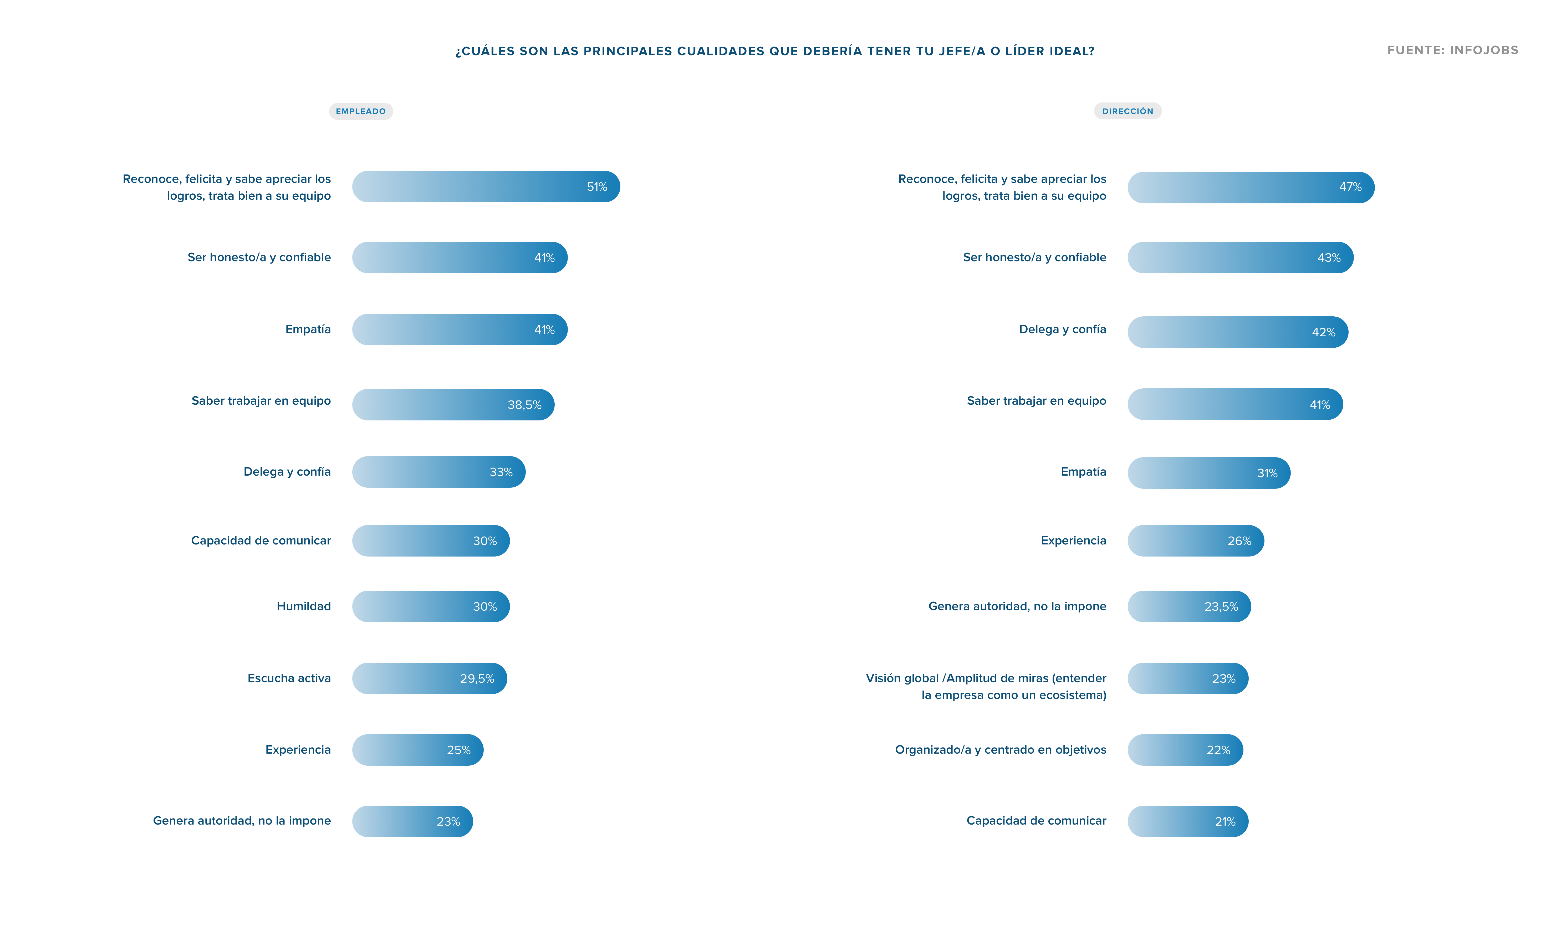 ¿CUÁLES SON LAS PRINCIPALES CUALIDADES QUE DEBERÍA TENER TU JEFE/A O LÍDER IDEAL?
FUENTE: INFOJOBS
EMPLEADO
Reconoce, felicita y sabe apreciar los
logros, trata bien a su equipo
51%
Ser honesto/a y confiable
41%
Empatía
41%
Saber trabajar en equipo
38,5%
Delega y confía
33%
Capacidad de comunicar
30%
Humildad
30%
Escucha activa
29,5%
Experiencia
25%
Genera autoridad, no la impone
23%
DIRECCIÓN
Reconoce, felicita y sabe apreciar los
logros, trata bien a su equipo
47%
Ser honesto/a y confiable
43%
Delega y confía
42%
Saber trabajar en equipo
41%
Empatía
31%
Experiencia
26%
Genera autoridad, no la impone
23,5%
Visión global /Amplitud de miras (entender
la empresa como un ecosistema)
23%
Organizado/a y centrado en objetivos
22%
Capacidad de comunicar
21%